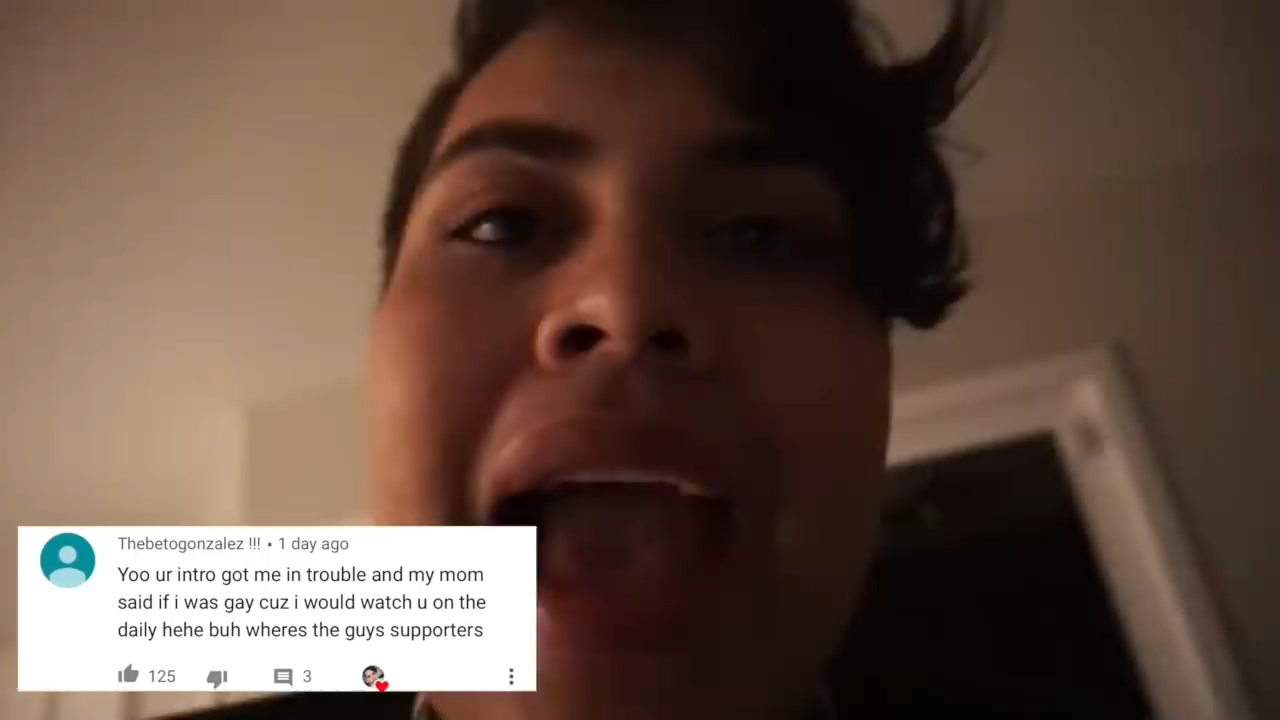 Thebetogonzalez !!! • 1 day ago
Yoo ur intro got me in trouble and my mom
said if i was gay cuz i would watch u on the
daily hehe buh wheres the guys supporters
125
3